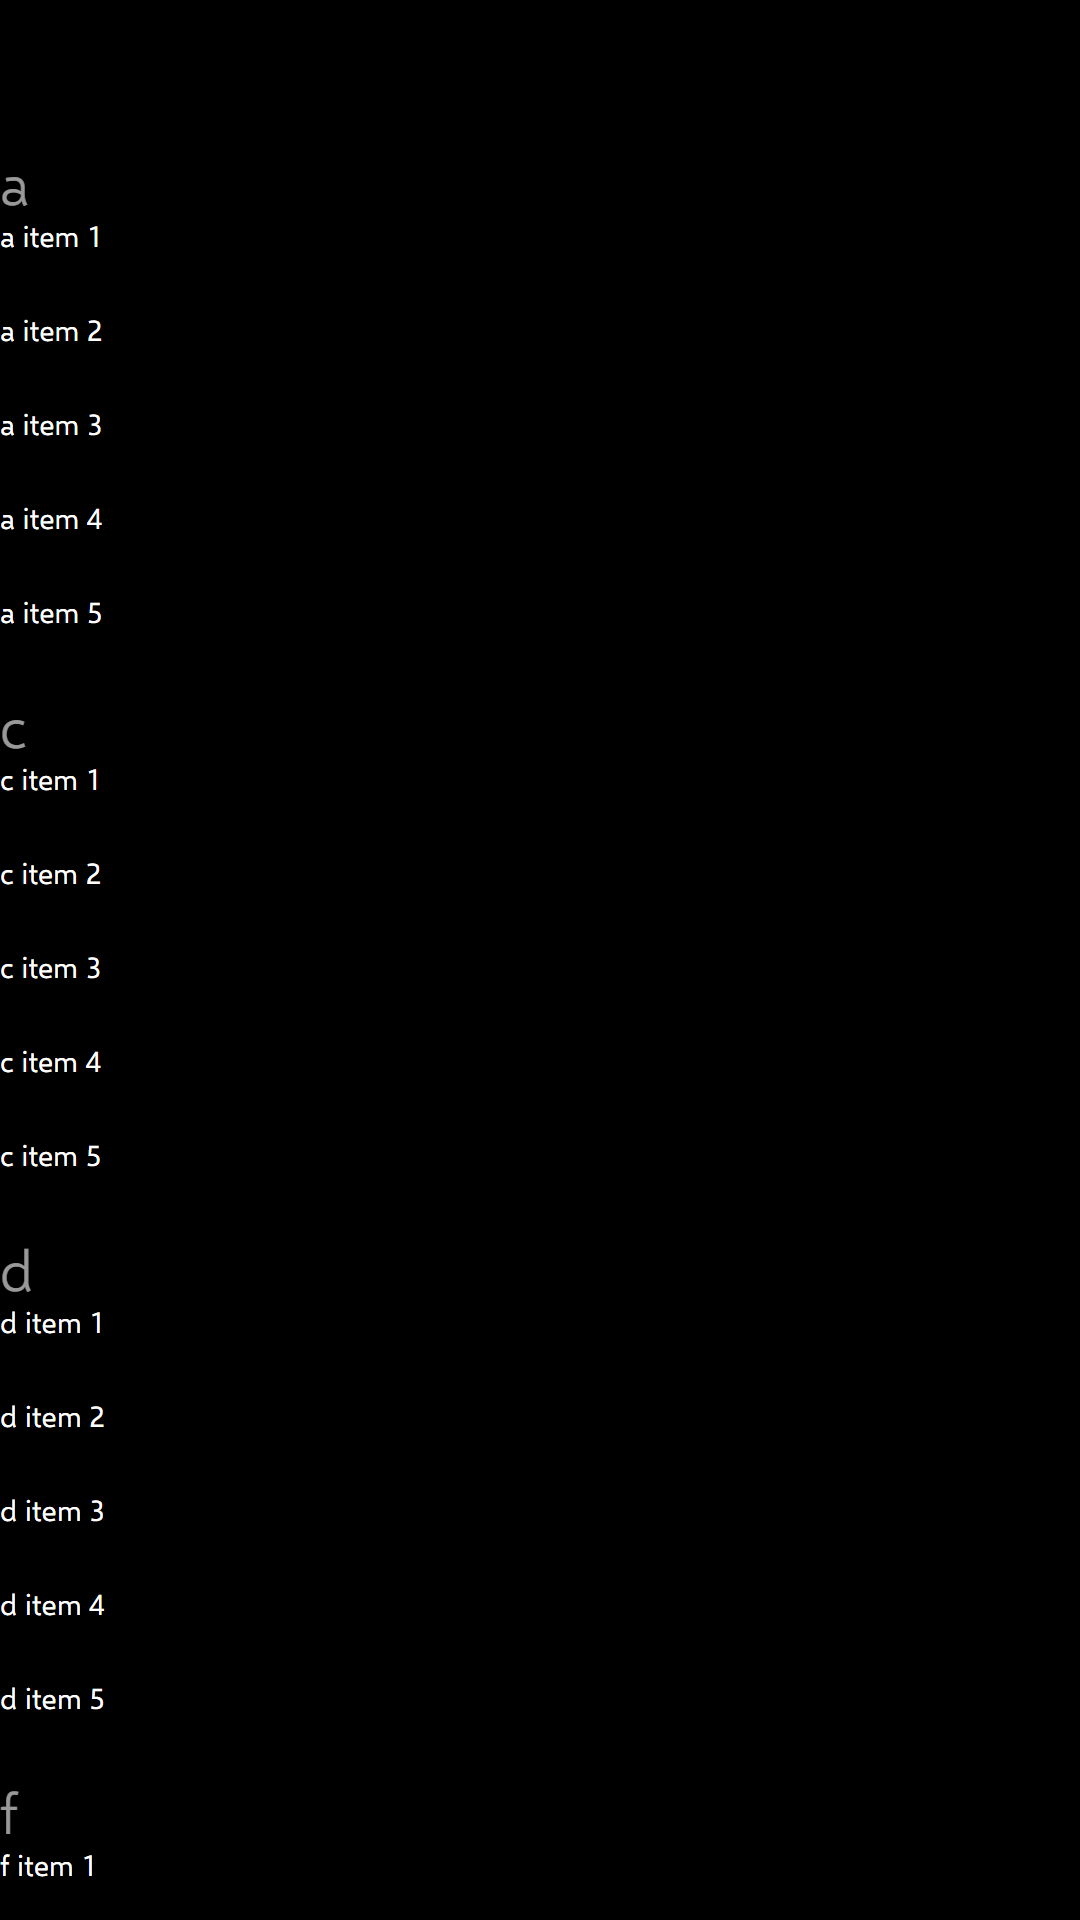 a
a item 1
a item 2
a item 3
a item 4
a item 5
c
c item 1
c item 2
c item 3
c item 4
c item 5
d
d item 1
d item 2
d item 3
d item 4
d item 5
f
f item 1